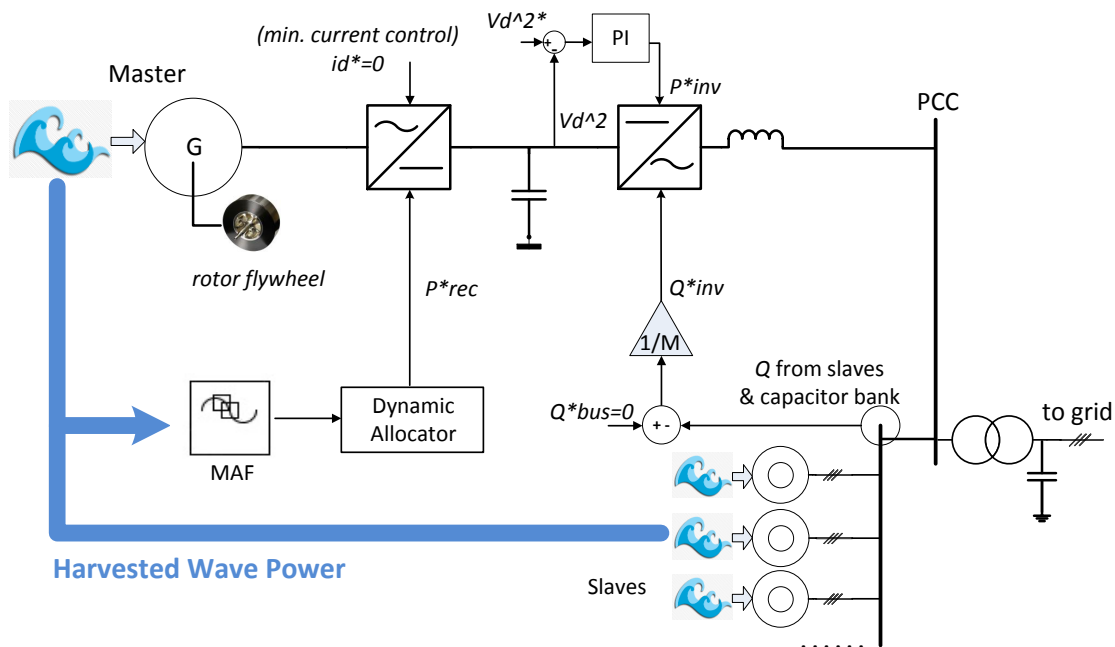 Vd^2*
(min. current control)
id*=0
+
-
PI
P*inv
Master
PCC
G
Vd^2
rotor flywheel
P*rec
Q*inv
1/M
Q from slaves
& capacitor bank
Dynamic
Allocator
Q*bus=0
+ -
to grid
MAF
Harvested Wave Power
Slaves
......